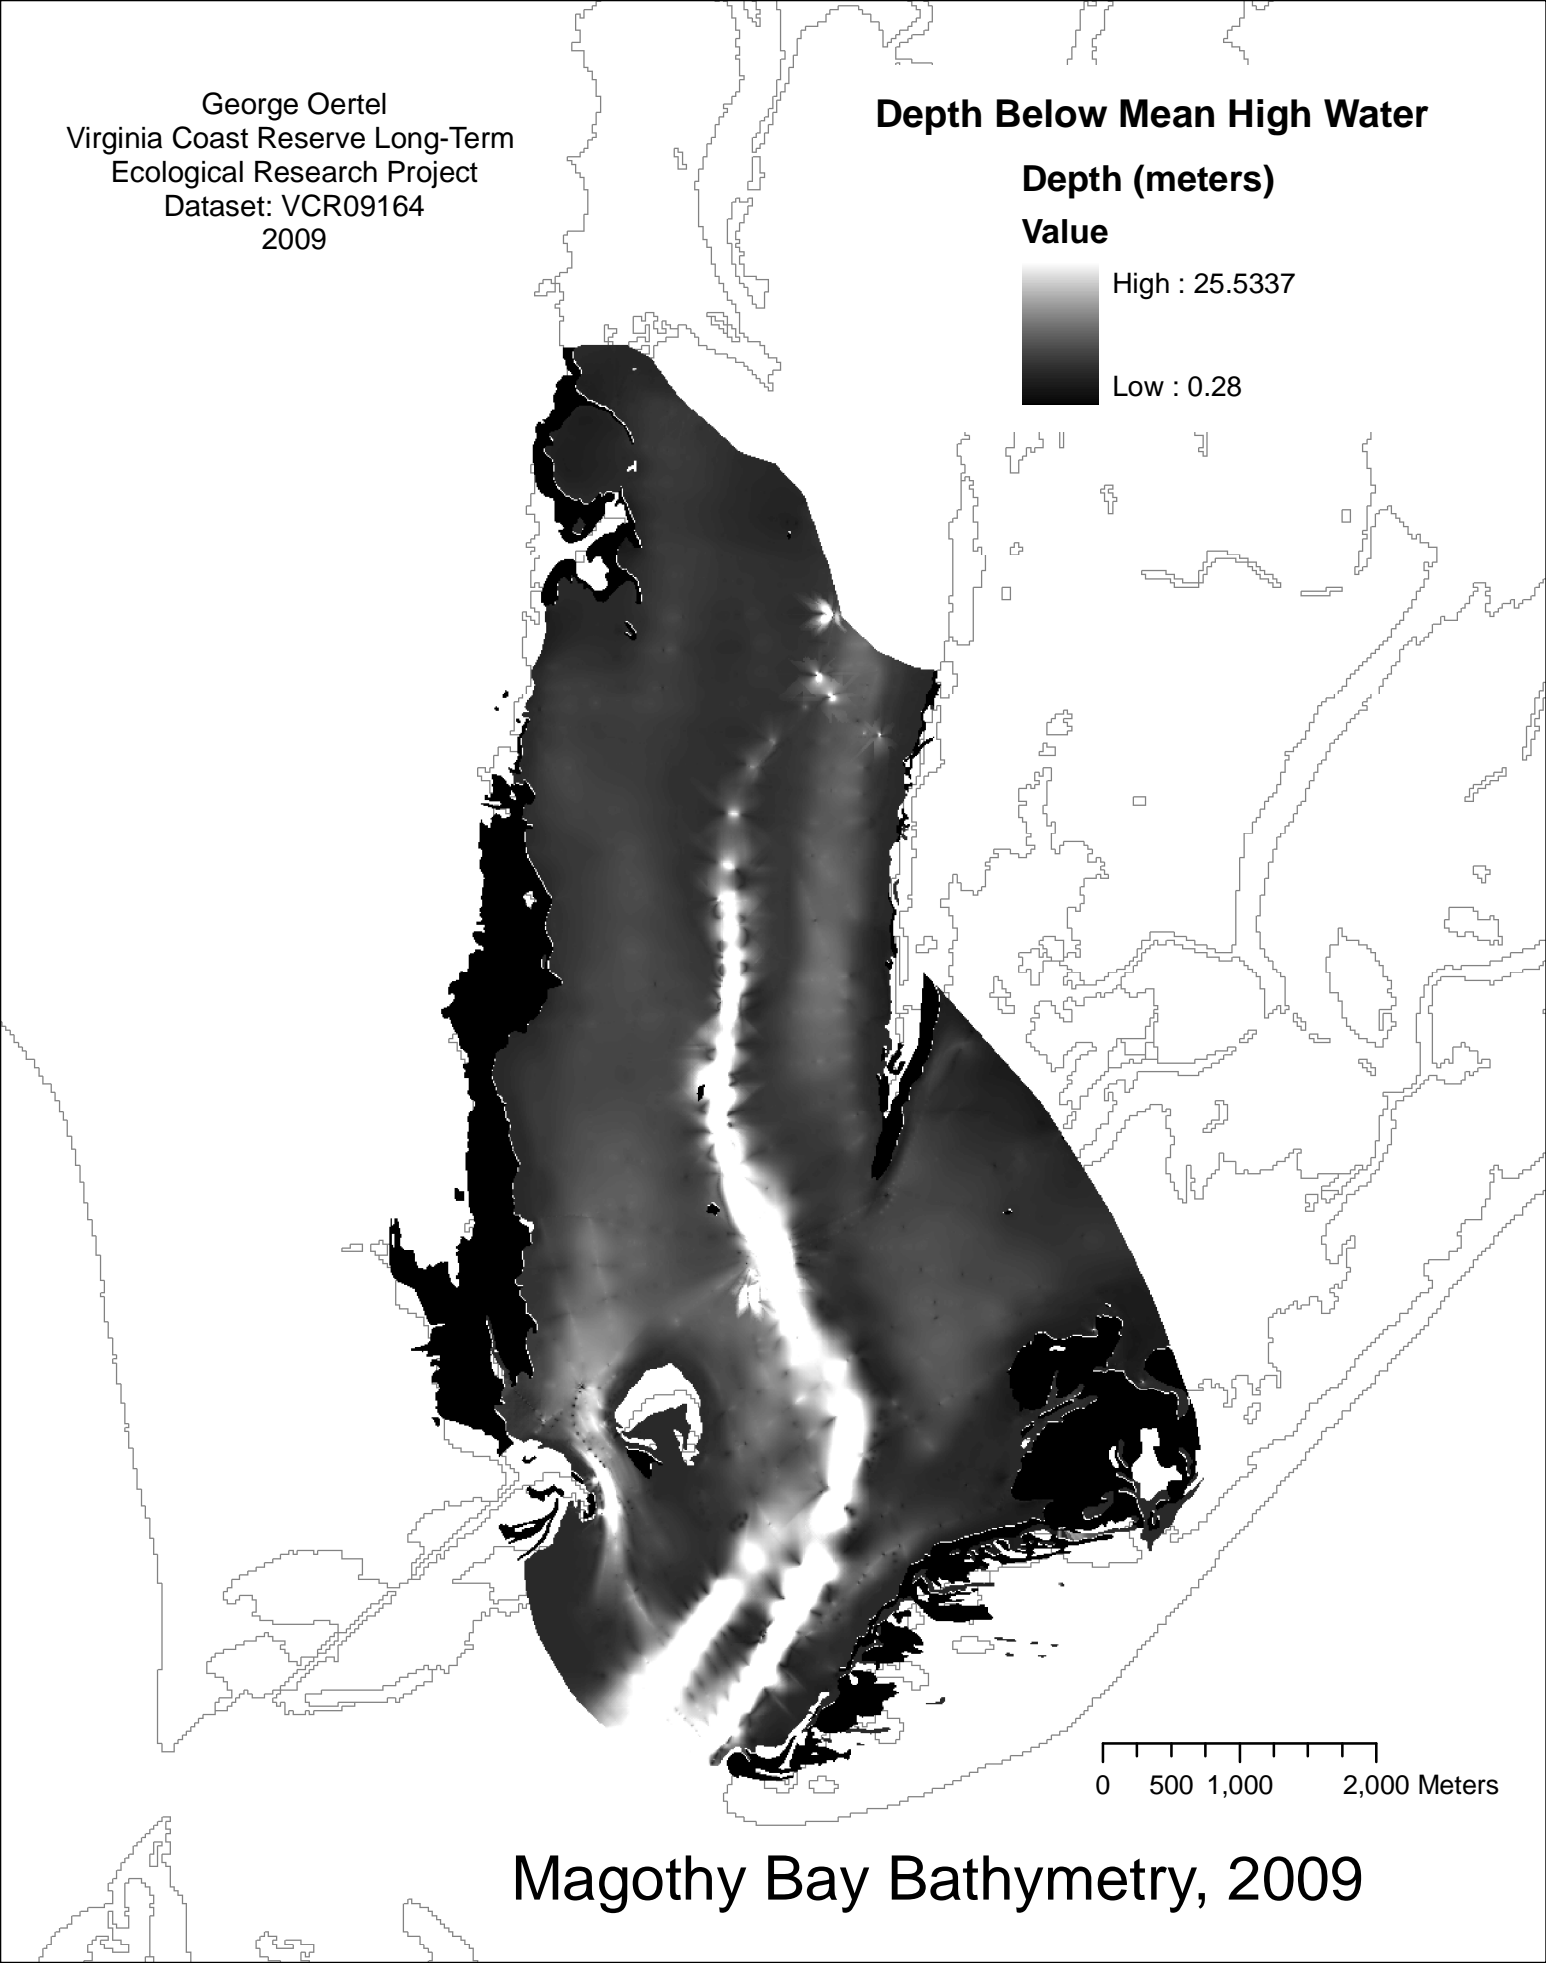 George Oertel
Virginia Coast Reserve Long-Term
Ecological Research Project
Dataset: VCR09164
2009
Depth Below Mean High Water
Depth (meters)
Value
High : 25.5337
Low : 0.28
0 500 1,000 2,000 Meters
Magothy Bay Bathymetry, 2009